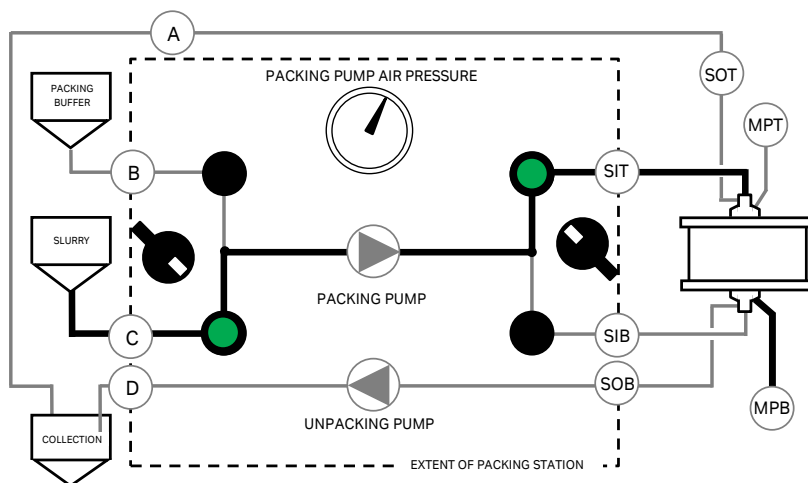 A
PACKING PUMP AIR PRESSURE
SOT
PACKING
BUFFER
MPT
B
SIT
SLURRY
PACKING PUMP
C
SIB
D
SOB
MPB
UNPACKING PUMP
COLLECTION
EXTENT OF PACKING STATION